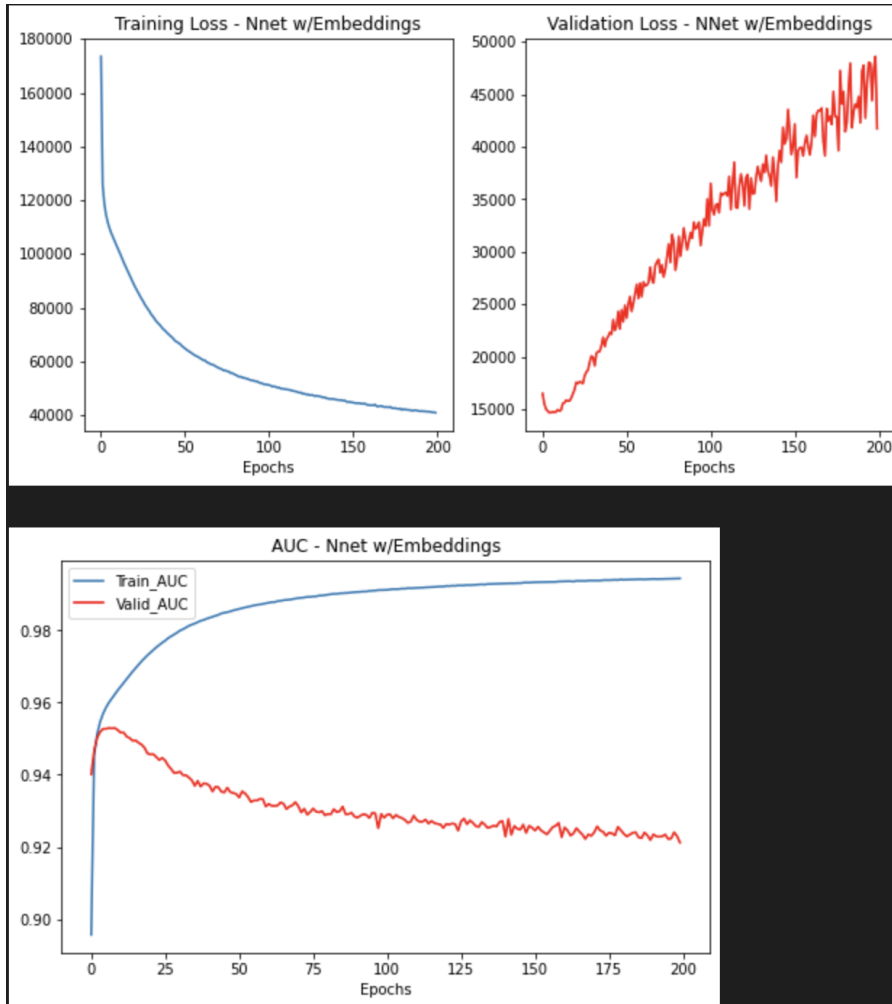 Training Loss - Nnet w/Embeddings
180000
160000
140000
120000
100000
80000
60000
40000
0 50 100 150 200
Epochs
Validation Loss - NNet w/Embeddings
50000
45000
40000
35000
30000
25000
20000
15000
0 50 100 150 200
Epochs
AUC - Nnet w/Embeddings
Train_AUC
Valid_AUC
0.98
0.96
0.94
0.92
0.90
0 25 50 75 100 125 150 175 200
Epochs